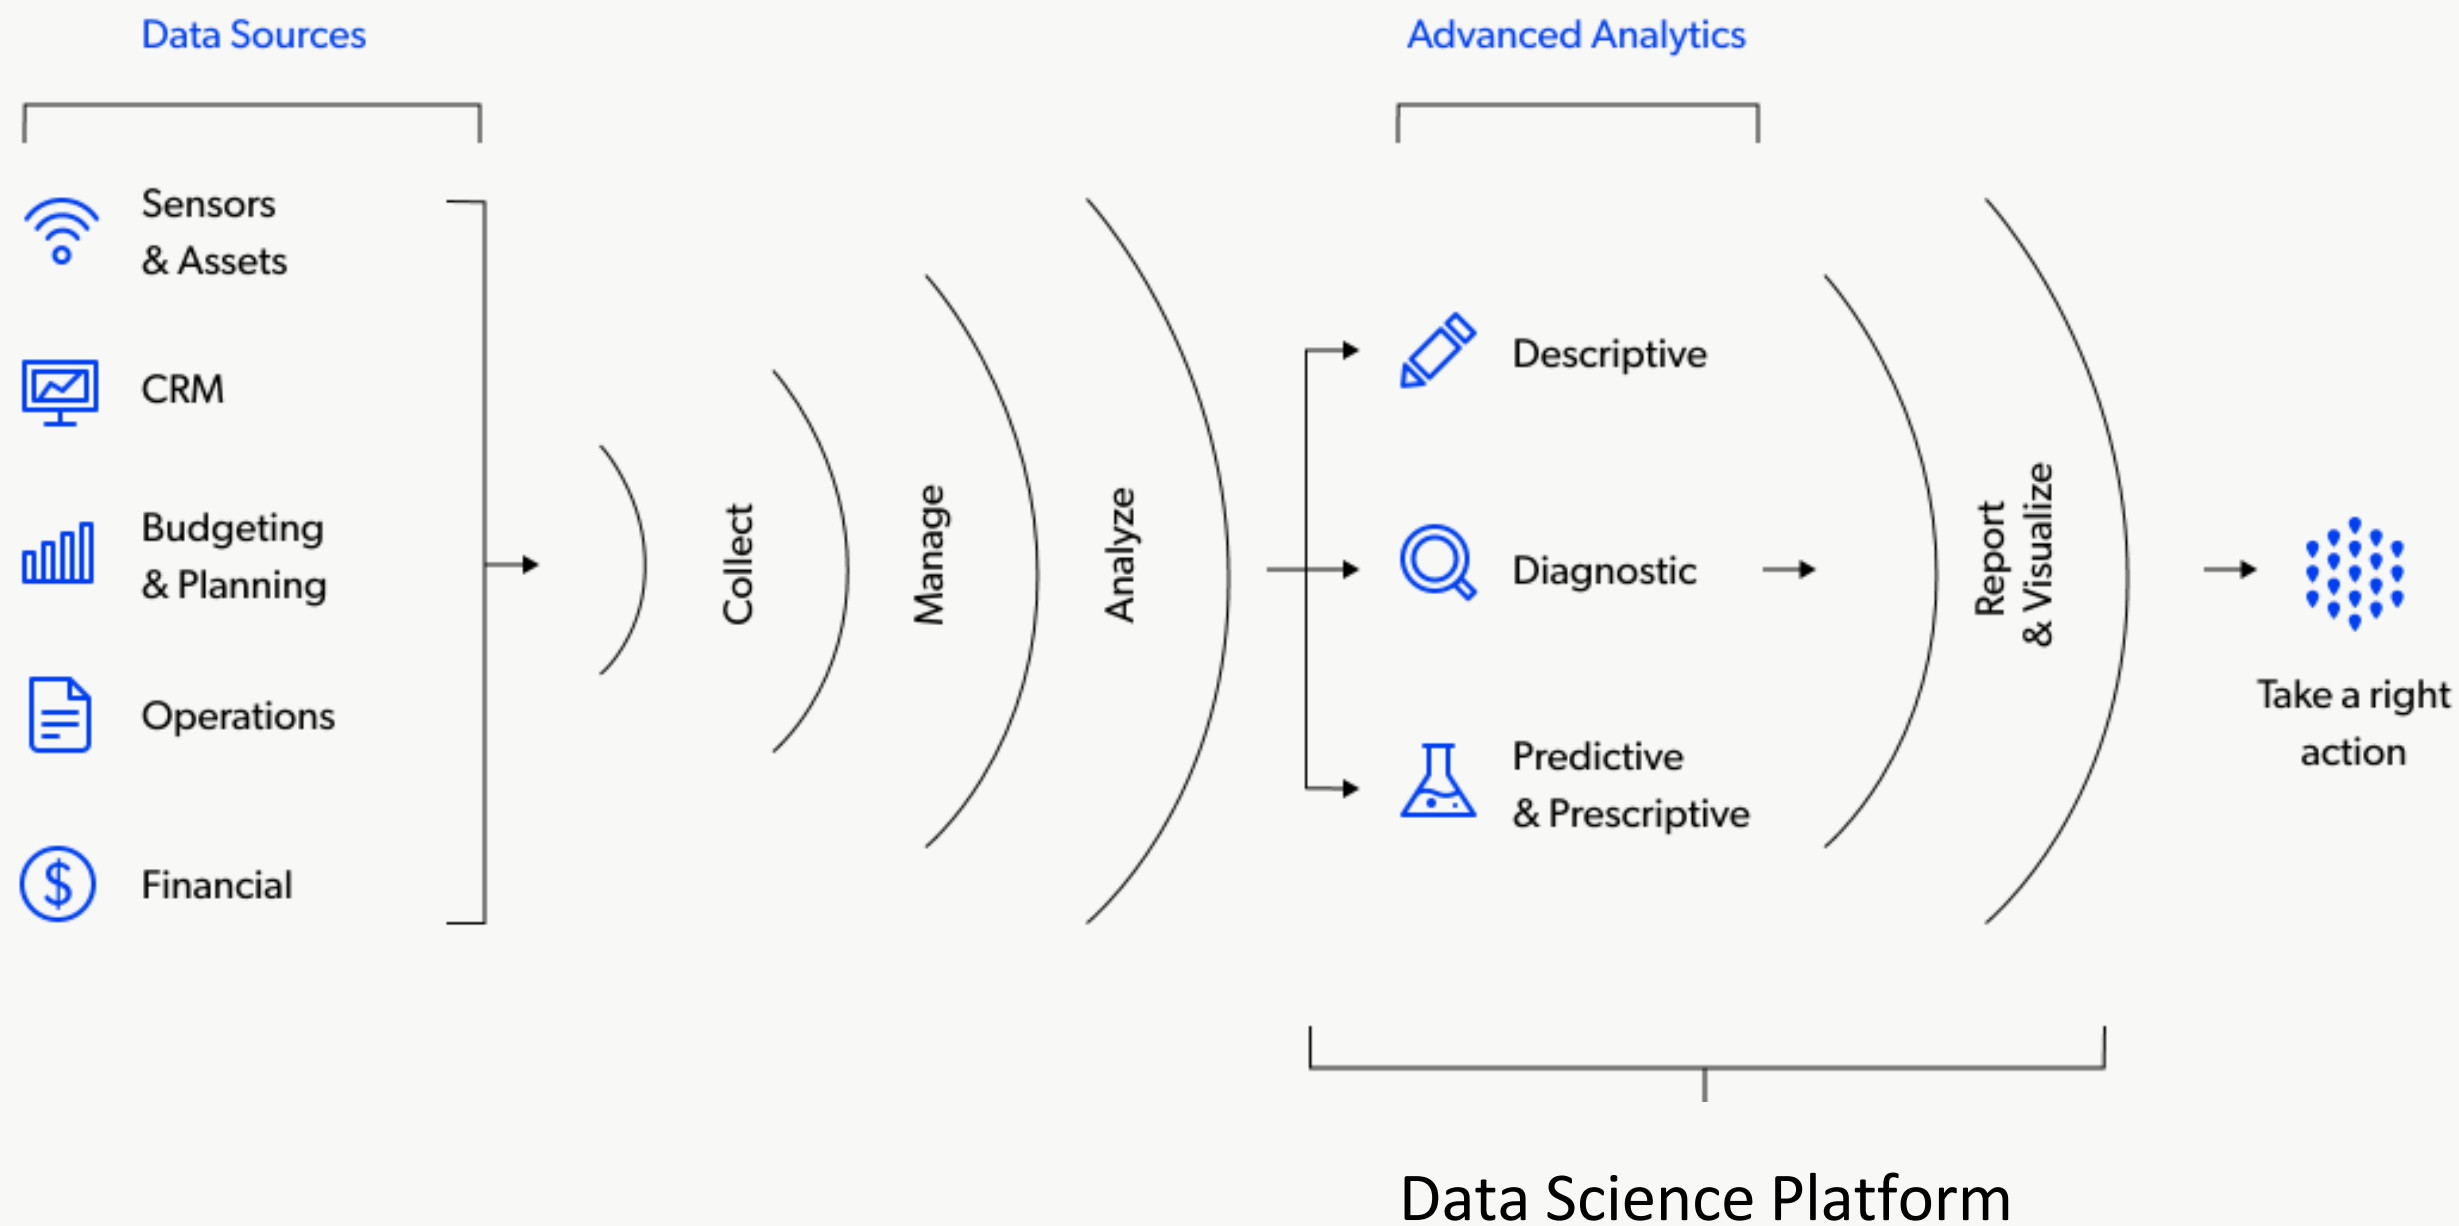 Data Sources
Sensors
& Assets
CRM
Budgeting
& Planning
Operations
$
Financial
Collect
Manage
Analyze
Advanced Analytics
Descriptive
Diagnostic
Predictive
& Prescriptive
Report
& Visualize
Take a right
action
Data Science Platform